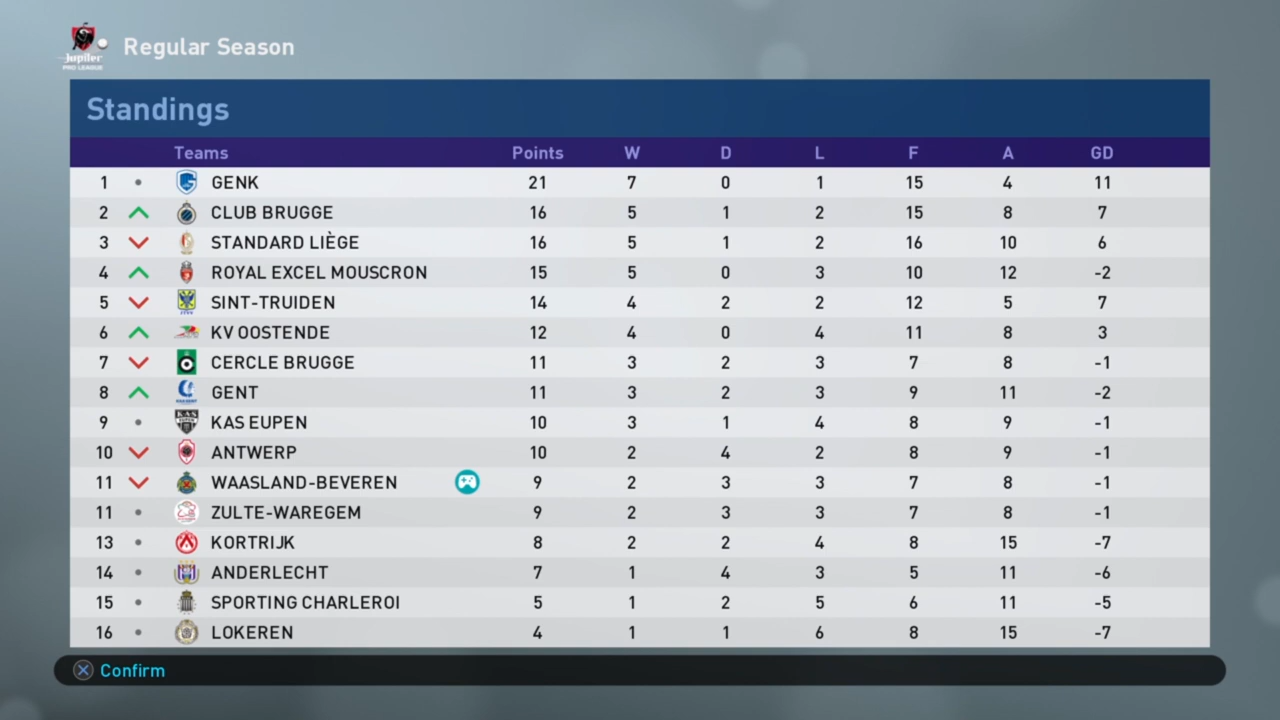 Jupiler
PRO LEAGUE
Regular Season
Standings
Teams Points W D L F A GD
1 GENK 21 7 0 1 15 4 11
2 CLUB BRUGGE 16 5 1 2 15 8 7
3 STANDARD LIÈGE 16 5 1 2 16 10 6
4 ROYAL EXCEL MOUSCRON 15 5 0 3 10 12 -2
5 SINT-TRUIDEN 14 4 2 2 12 5 7
6 KV OOSTENDE 12 4 0 4 11 8 3
7 CERCLE BRUGGE 11 3 2 3 7 8 -1
8 GENT 11 3 2 3 9 11 -2
9 KAS EUPEN 10 3 1 4 8 9 -1
10 ANTWERP 10 2 4 2 8 9 -1
11 WAASLAND-BEVEREN 9 2 3 3 7 8 -1
11 ZULTE-WAREGEM 9 2 3 3 7 8 -1
13 KORTRIJK 8 2 2 4 8 15 -7
14 ANDERLECHT 7 1 4 3 5 11 -6
15 SPORTING CHARLEROI 5 1 2 5 6 11 -5
16 LOKEREN 4 1 1 6 8 15 -7
Confirm